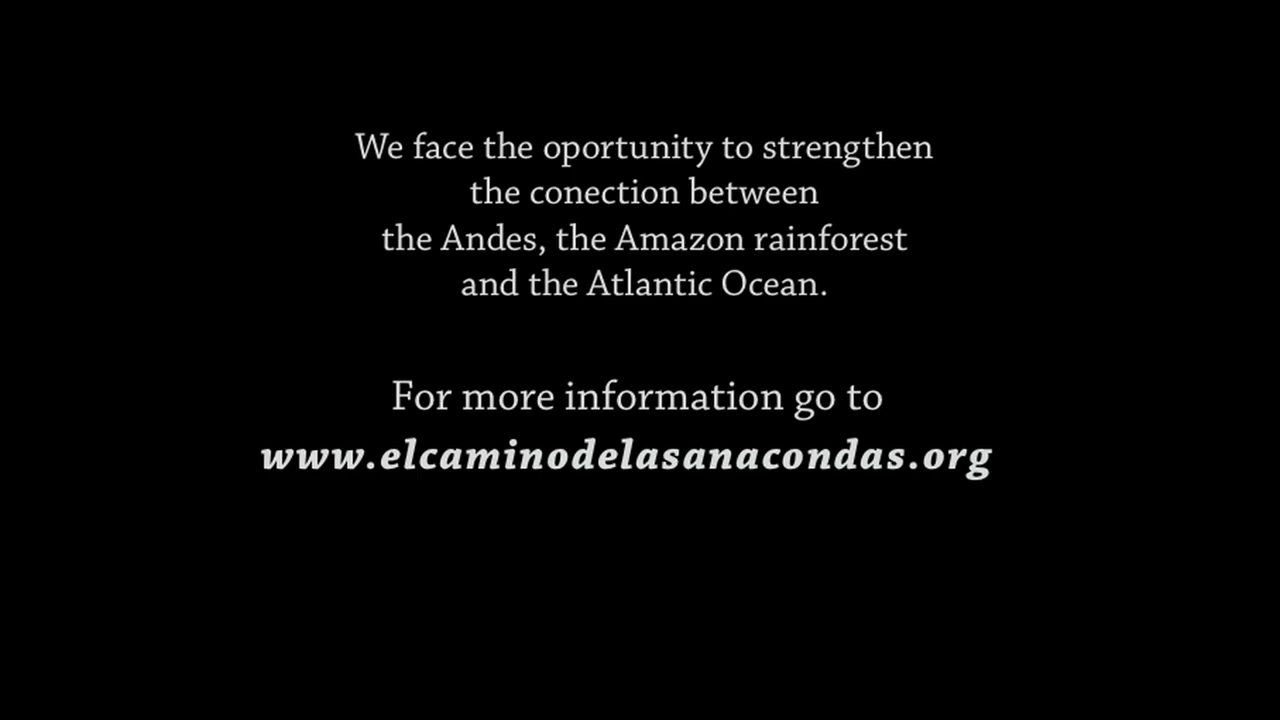 We face the oportunity to strengthen
the conection between
the Andes, the Amazon rainforest
and the Atlantic Ocean.
For more information go to
www.elcaminodelasanacondas.org